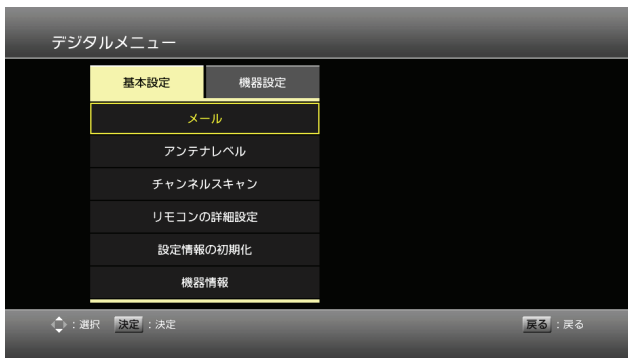 デジタルメニュー
基本設定 機器設定
メール
アンテナレベル
チャンネルスキャン
リモコンの詳細設定
設定情報の初期化
機器情報
：選択 決定：決定 戻る：戻る